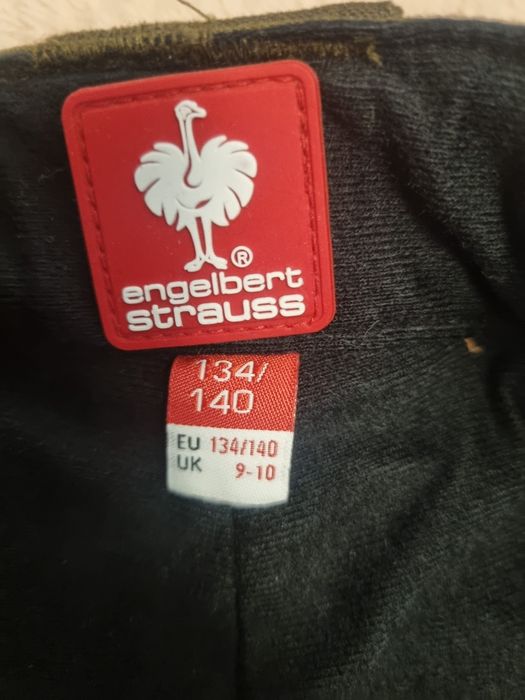 ®
engelbert
strauss
134/
140
EU 134/140
UK 9-10